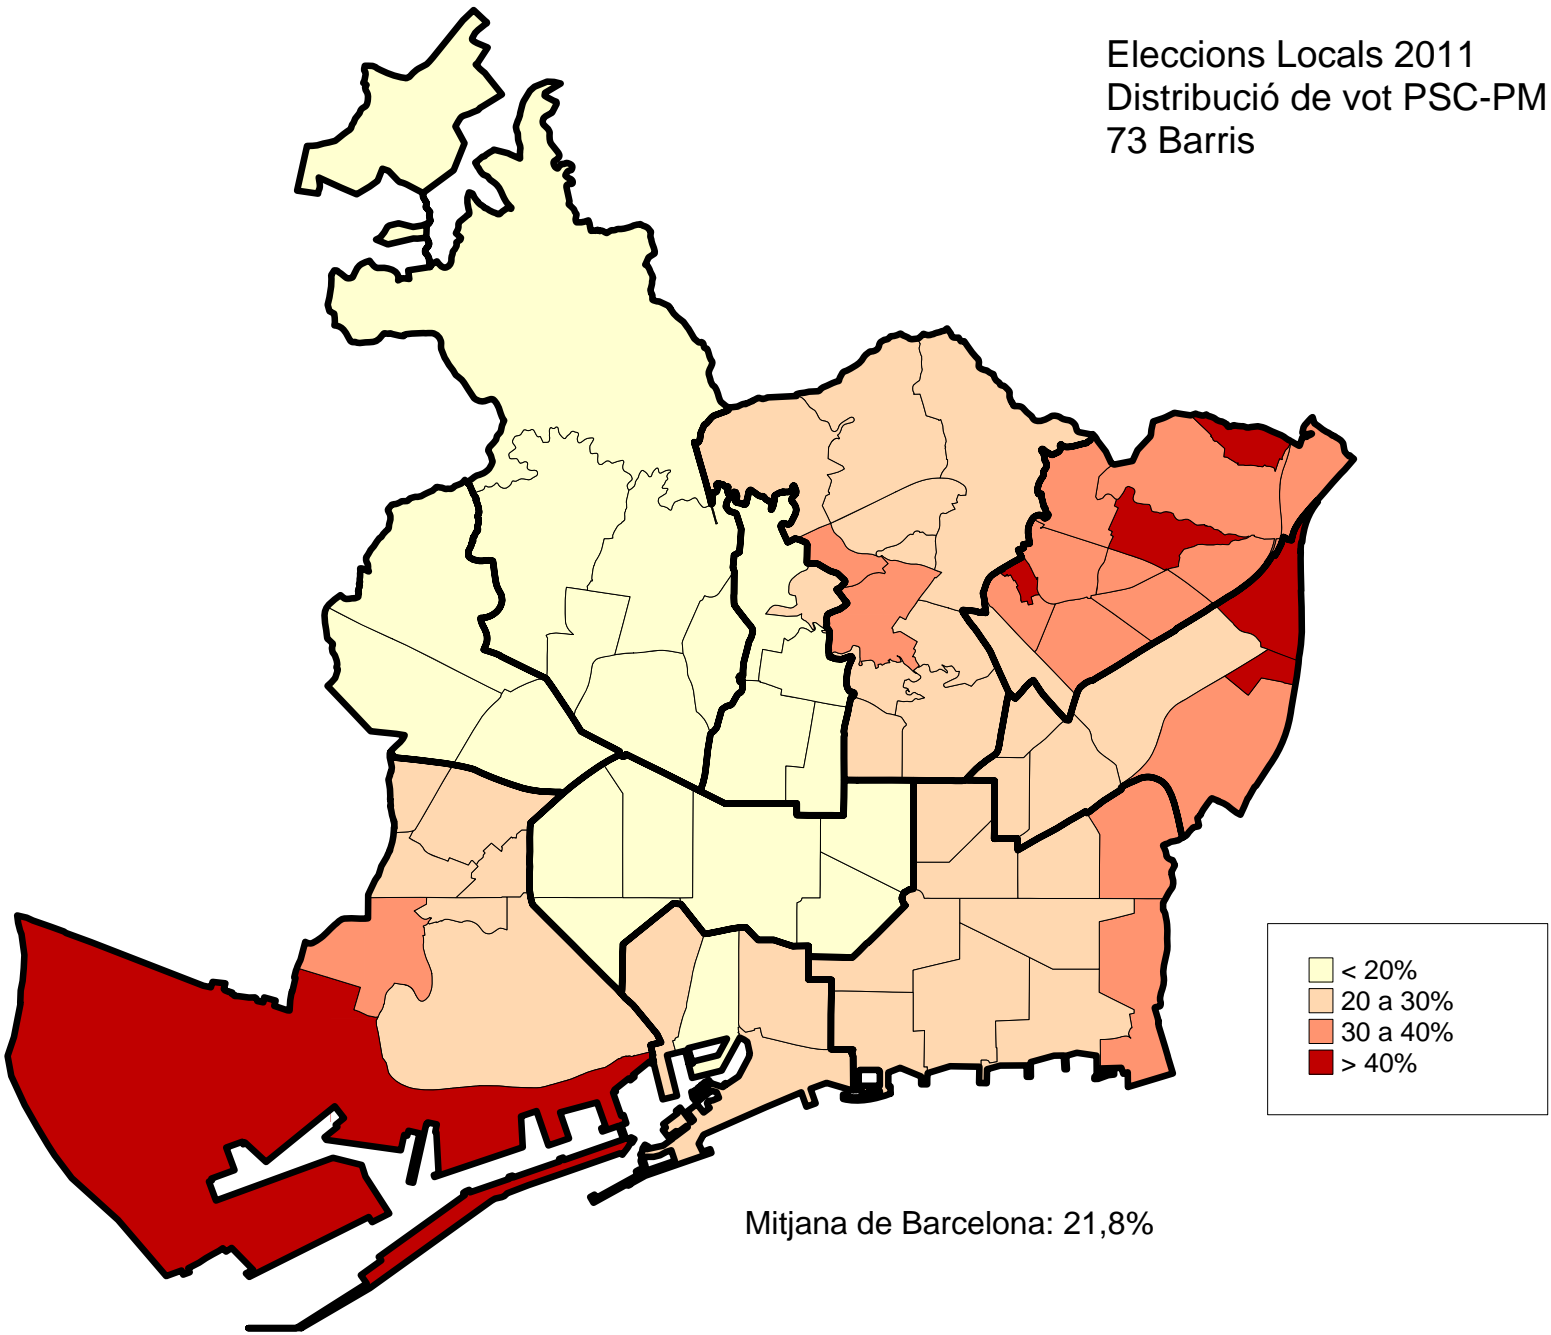 Eleccions Locals 2011
Distribució de vot PSC-PM
73 Barris
< 20%
20 a 30%
30 a 40%
> 40%
Mitjana de Barcelona: 21,8%